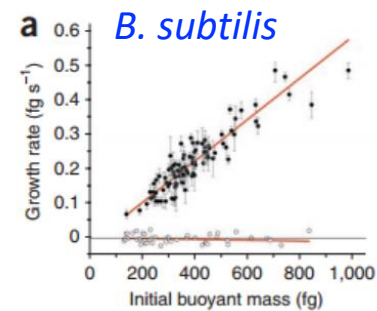 a B. subtilis
Growth rate (fg s⁻¹)
0.6
0.5
0.4
0.3
0.2
0.1
0
0 200 400 600 800 1,000
Initial buoyant mass (fg)